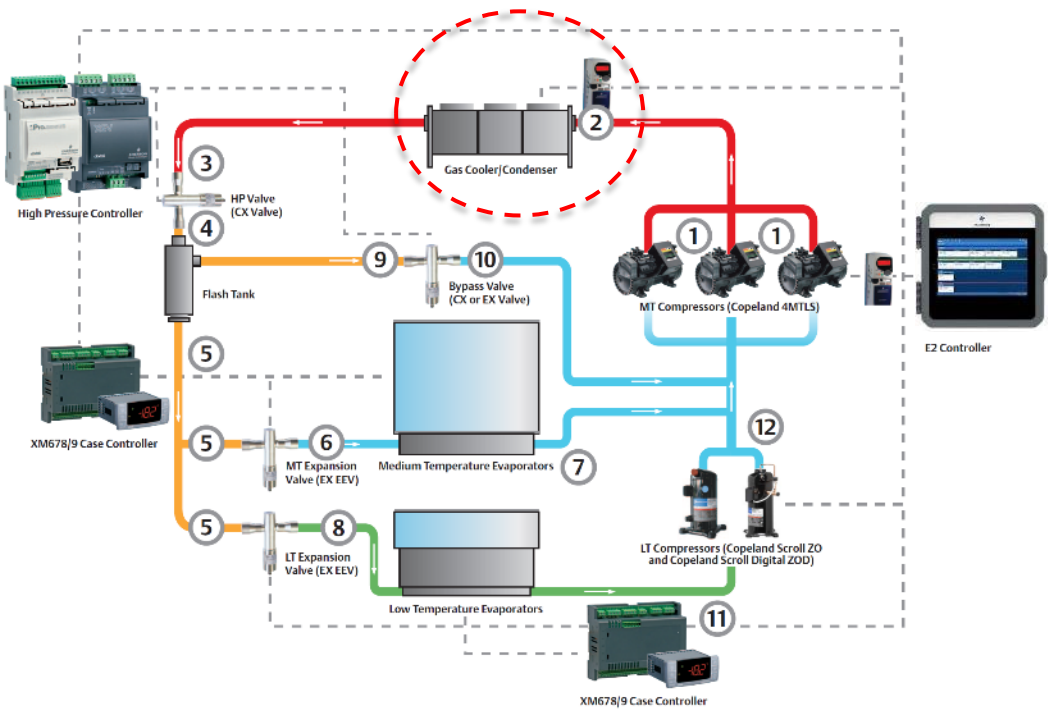 2
Gas Cooler/Condenser
3
HP Valve
(CX Valve)
High Pressure Controller
4
1
1
9
10
Flash Tank
Bypass Valve
(CX or EX Valve)
MT Compressors (Copeland 4MTLS)
E2 Controller
5
XM678/9 Case Controller
5
6
12
MT Expansion
Valve (EX EEV)
Medium Temperature Evaporators
7
5
8
LT Expansion
Valve (EX EEV)
LT Compressors (Copeland Scroll ZO
and Copeland Scroll Digital ZOD)
Low Temperature Evaporators
11
XM678/9 Case Controller